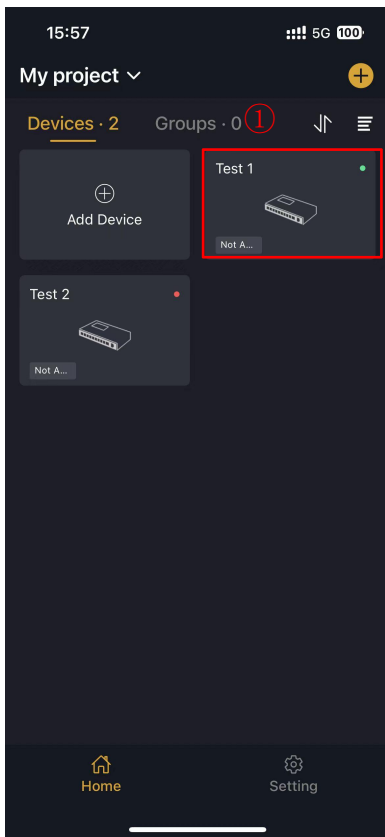 15:57 5G 100
My project
Devices · 2 Groups · 0 ①
Add Device
Test 1
Not A...
Test 2
Not A...
Home Setting